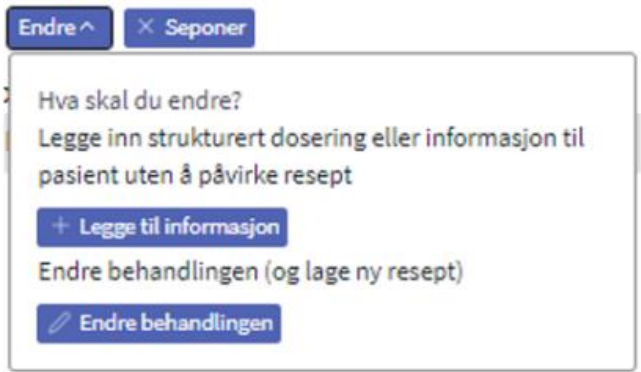 Endre Seponer
Hva skal du endre?
Legge inn strukturert dosering eller informasjon til
pasient uten å påvirke resept
+ Legge til informasjon
Endre behandlingen (og lage ny resept)
Endre behandlingen